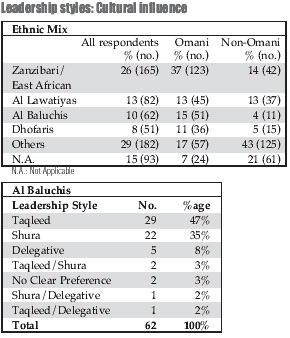 Leadership styles: Cultural influence
Ethnic Mix
All respondents Omani Non-Omani
% (no.) % (no.) % (no.)
Zanzibari/ 26 (165) 37 (123) 14 (42)
East African
Al Lawatiyas 13 (82) 13 (45) 13 (37)
Al Baluchis 10 (62) 15 (51) 4 (11)
Dhofaris 8 (51) 11 (36) 5 (15)
Others 29 (182) 17 (57) 43 (125)
N.A. 15 (93) 7 (24) 21 (61)
N.A.: Not Applicable
Al Baluchis
Leadership Style No. %age
Taqleed 29 47%
Shura 22 35%
Delegative 5 8%
Taqleed/Shura 2 3%
No Clear Preference 2 3%
Shura/Delegative 1 2%
Taqleed/Delegative 1 2%
Total 62 100%